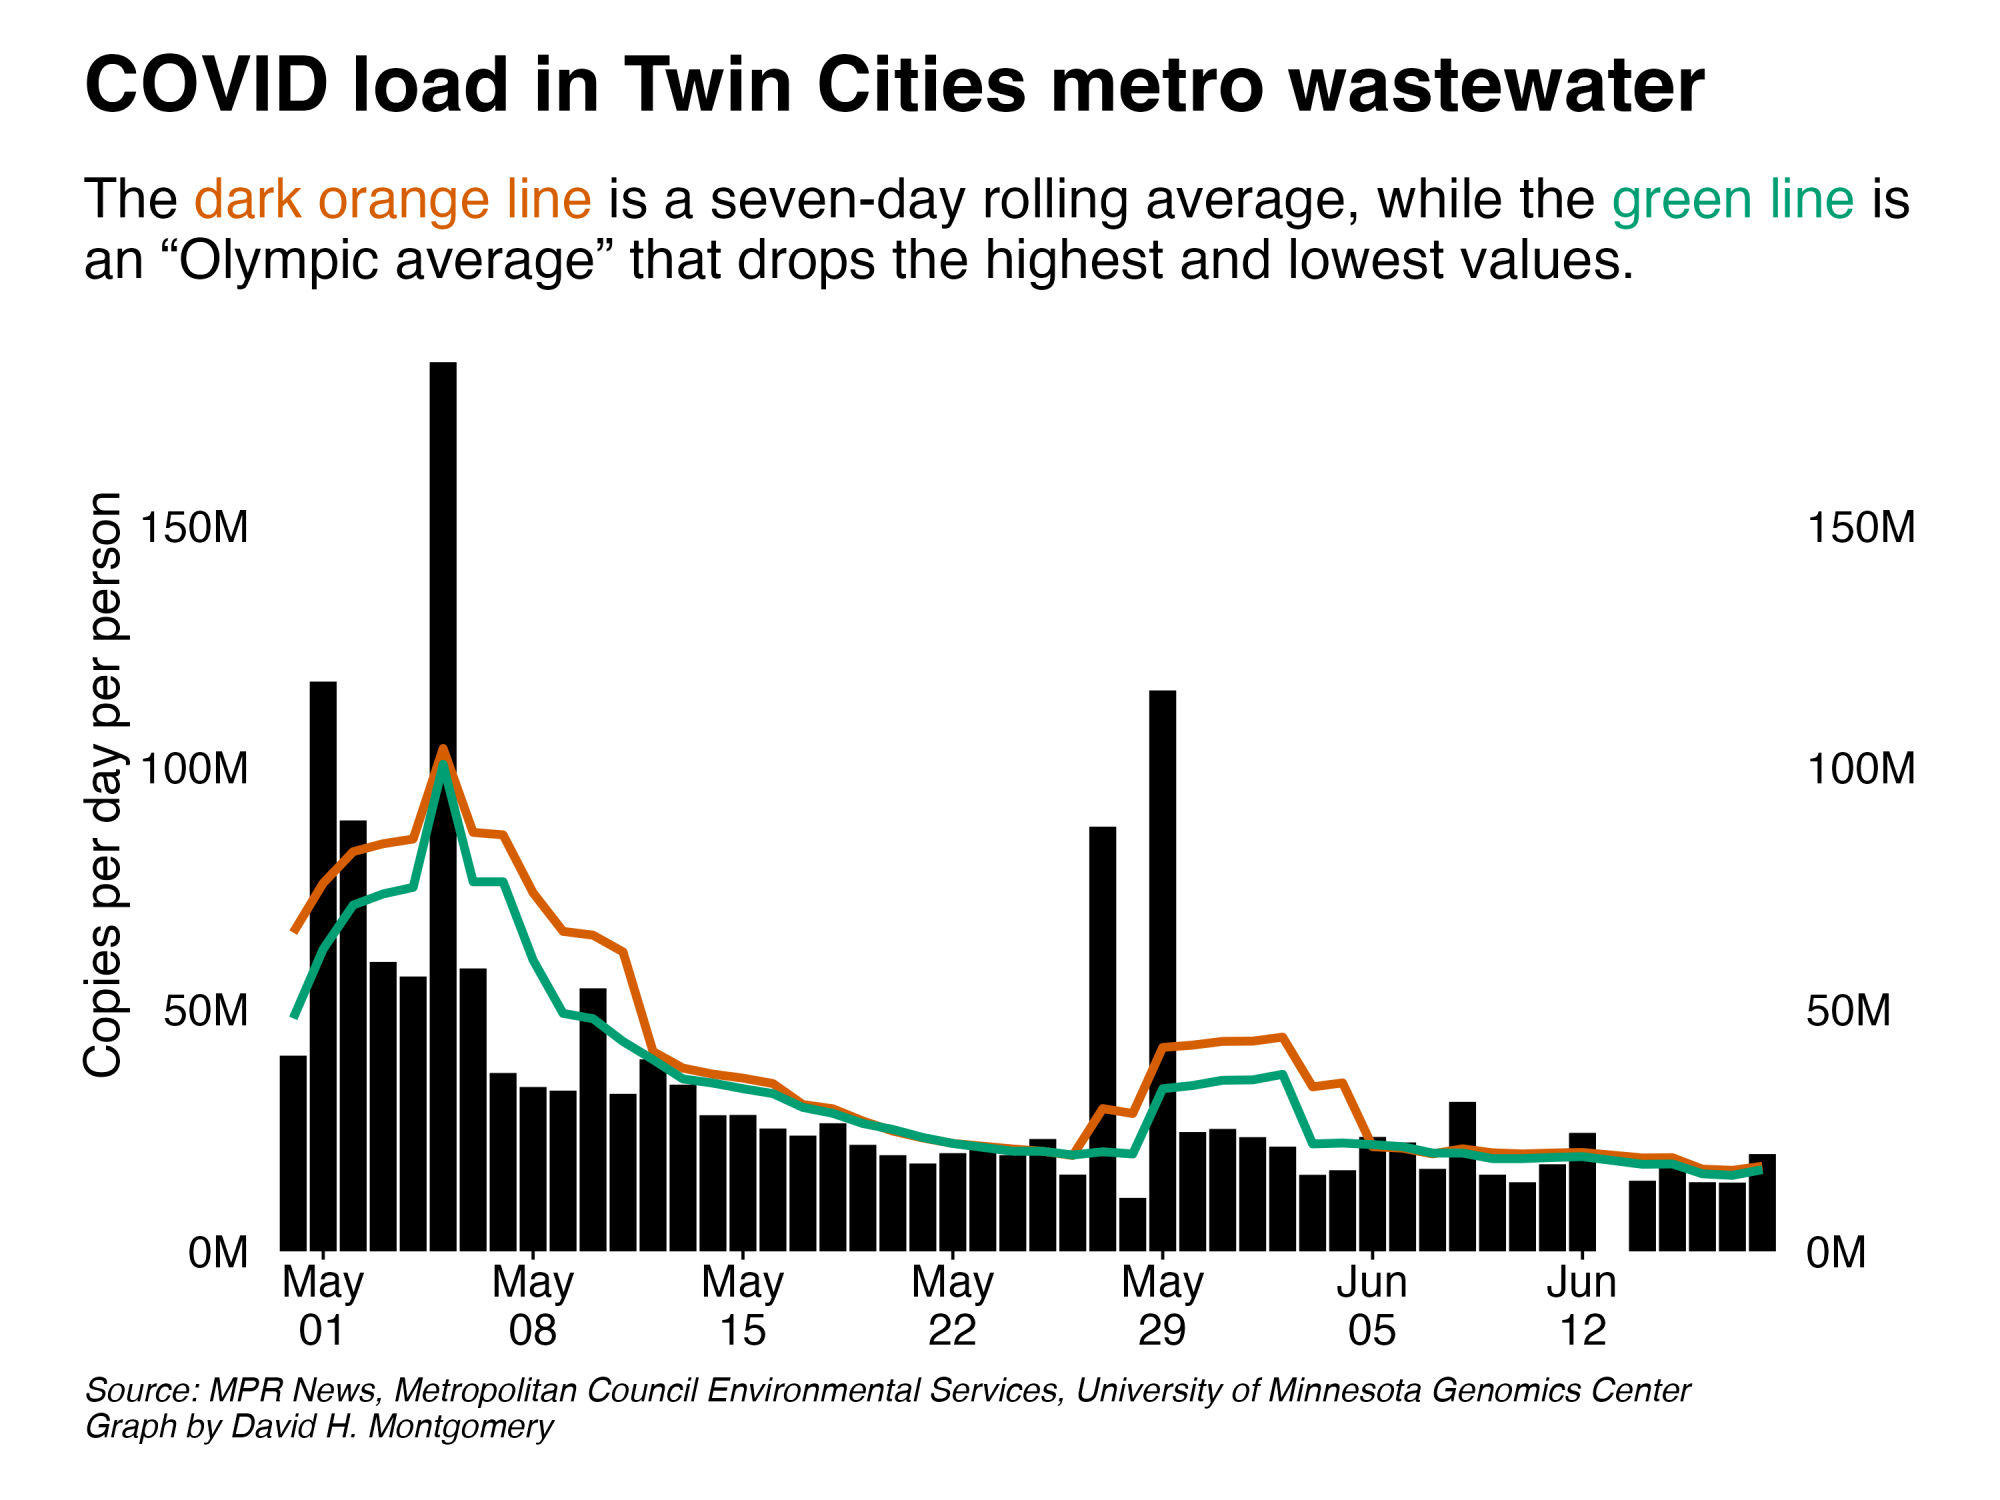 COVID load in Twin Cities metro wastewater
The dark orange line is a seven-day rolling average, while the green line is
an “Olympic average” that drops the highest and lowest values.
Copies per day per person
150M
100M
50M
0M
150M
100M
50M
0M
May
01
May
08
May
15
May
22
May
29
Jun
05
Jun
12
Source: MPR News, Metropolitan Council Environmental Services, University of Minnesota Genomics Center
Graph by David H. Montgomery